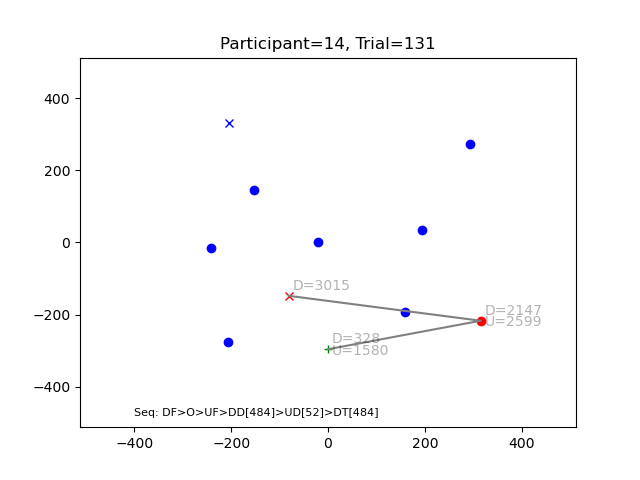 Participant=14, Trial=131
400
200
0
−200
−400
D=3015
D=2147
U=2599
D=328
U=1580
Seq: DF>O>UF>DD[484]>UD[52]>DT[484]
−400 −200 0 200 400